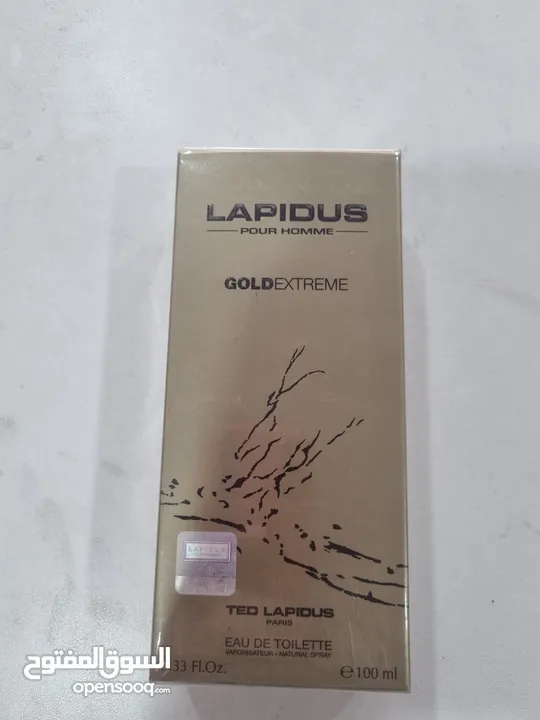 LAPIDUS
POUR HOMME
GOLDEXTREME
LAPIDUS
TED LAPIDUS
PARIS
EAU DE TOILETTE
VAPORISATEUR - NATURAL SPRAY
33 Fl.Oz.
℮100 ml
السوق المفتوح
opensooq.com